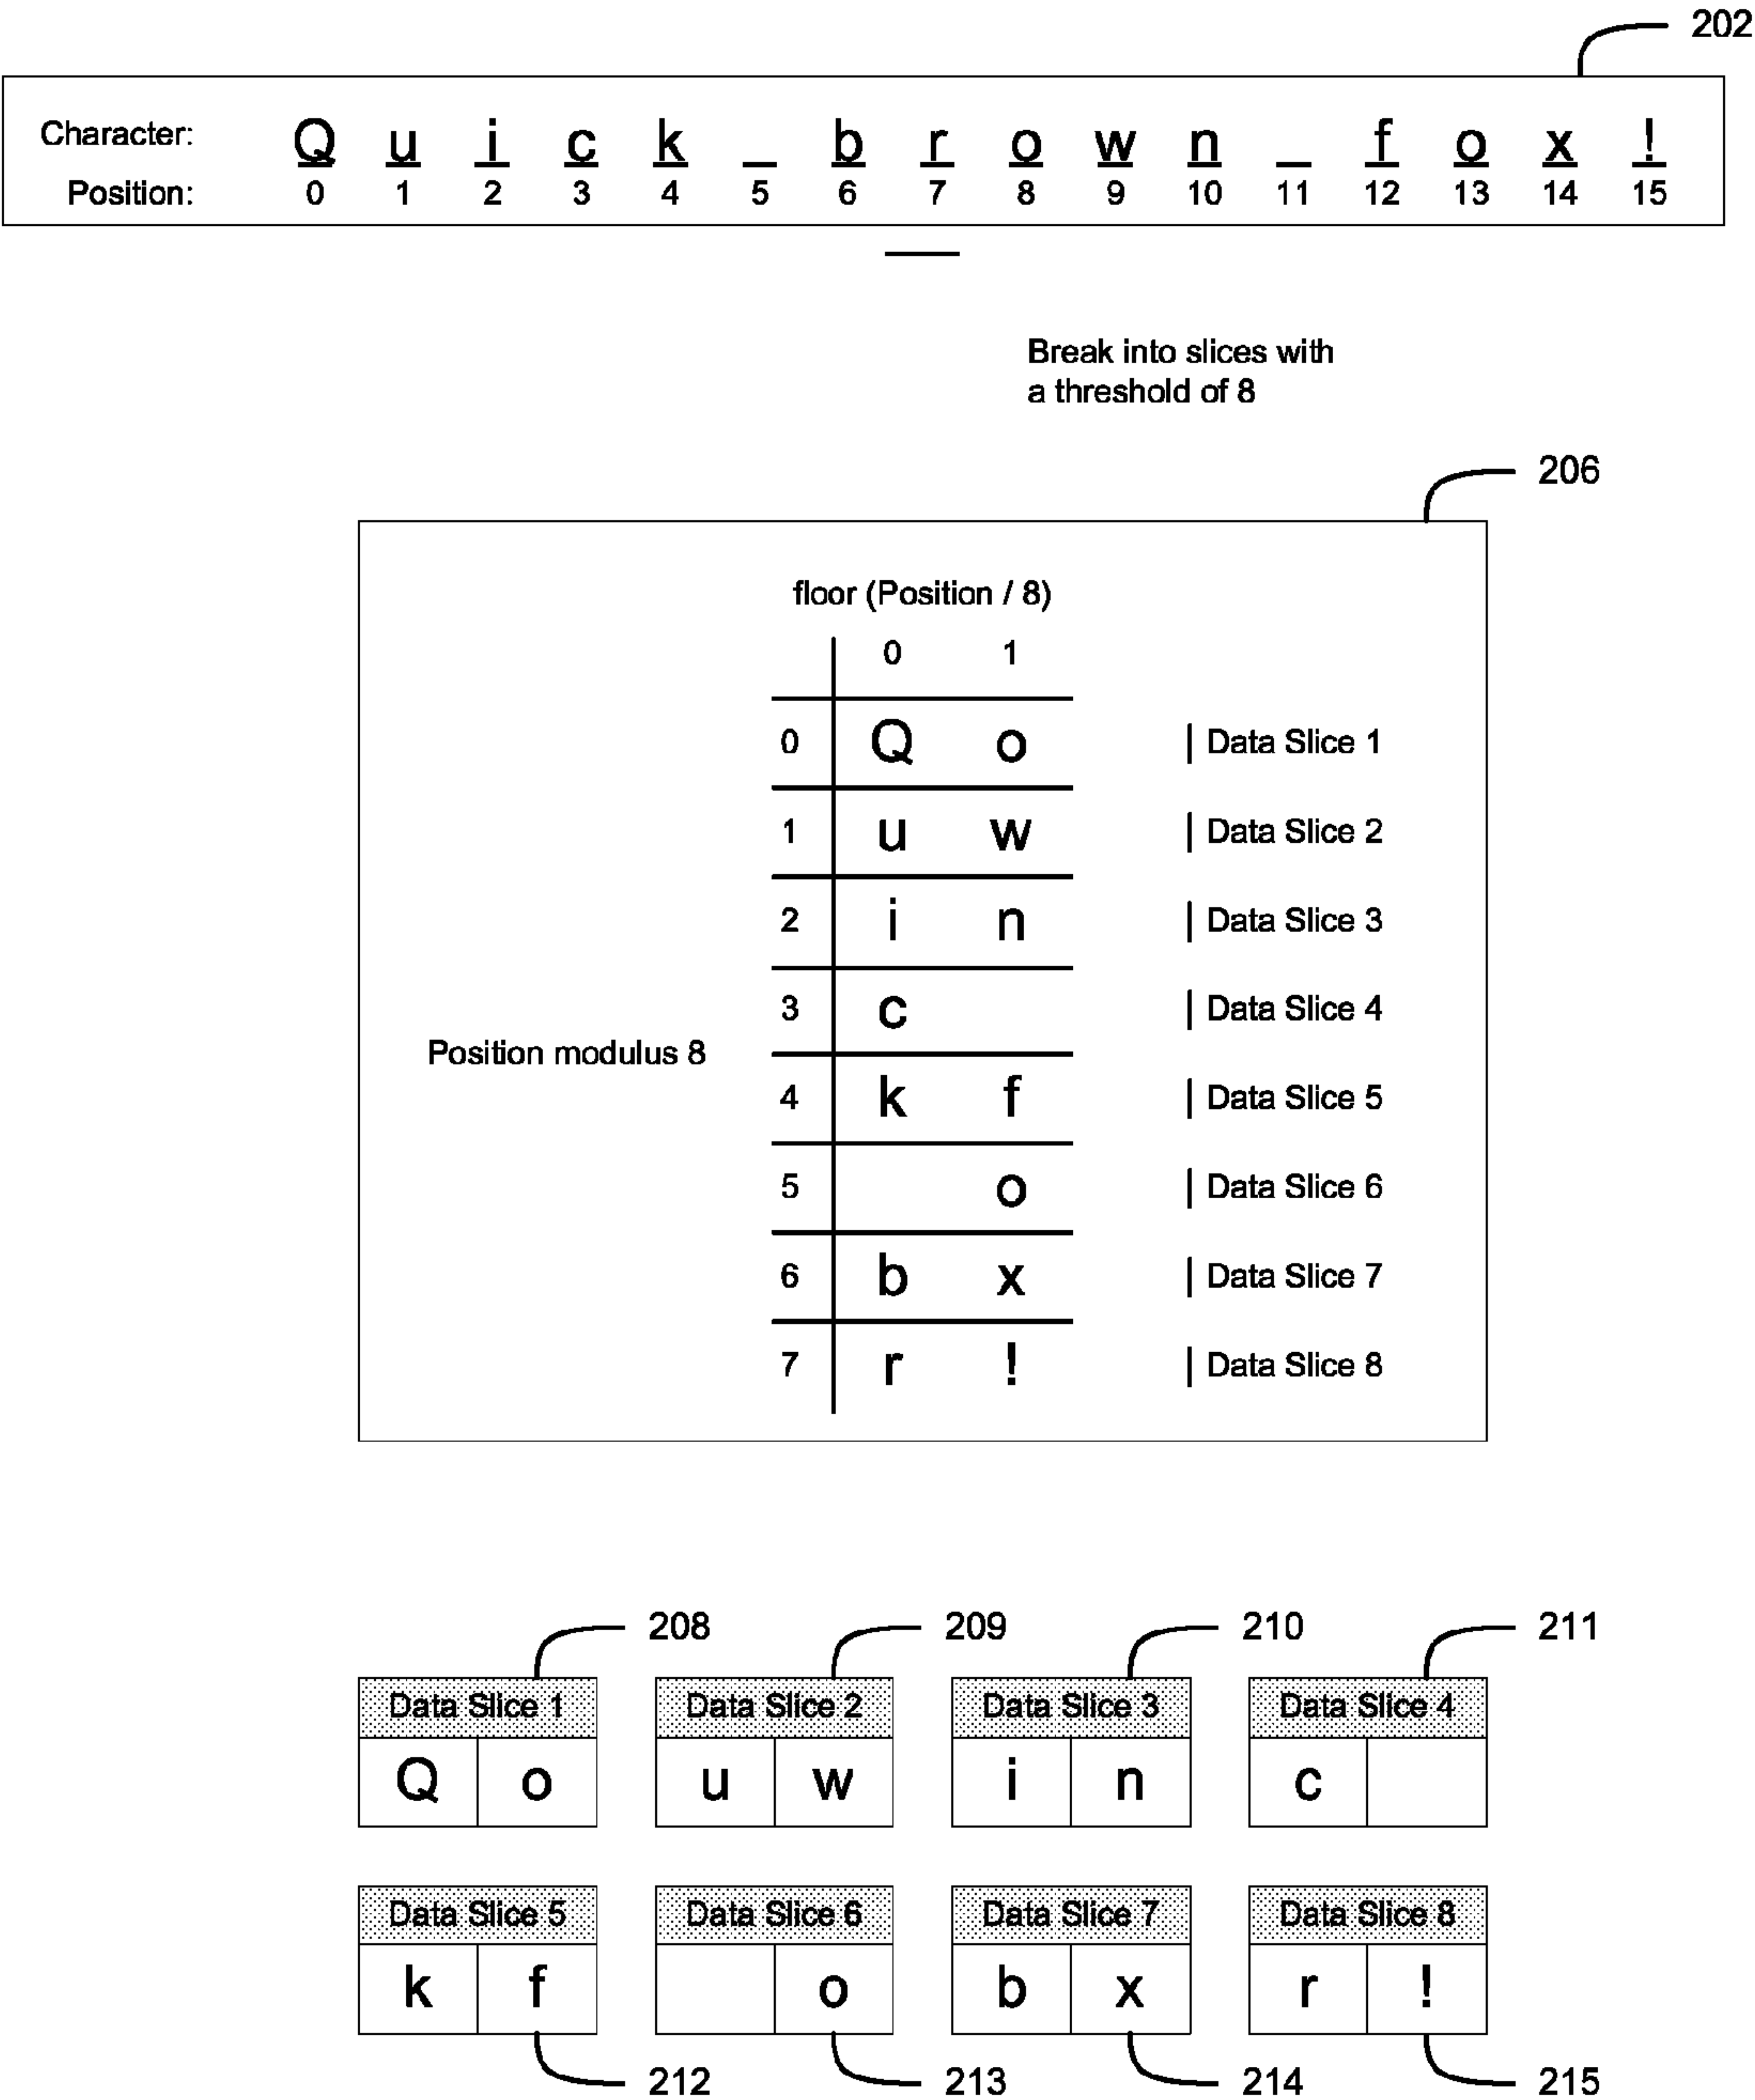 202
Character: Q u i c k _ b r o w n _ f o x !
Position: 0 1 2 3 4 5 6 7 8 9 10 11 12 13 14 15
Break into slices with
a threshold of 8
206
floor (Position / 8)
0 1
0 Q o | Data Slice 1
1 u w | Data Slice 2
2 i n | Data Slice 3
3 c | Data Slice 4
Position modulus 8
4 k f | Data Slice 5
5 o | Data Slice 6
6 b x | Data Slice 7
7 r ! | Data Slice 8
208 209 210 211
Data Slice 1 Data Slice 2 Data Slice 3 Data Slice 4
Q o u w i n c
Data Slice 5 Data Slice 6 Data Slice 7 Data Slice 8
k f o b x r !
212 213 214 215